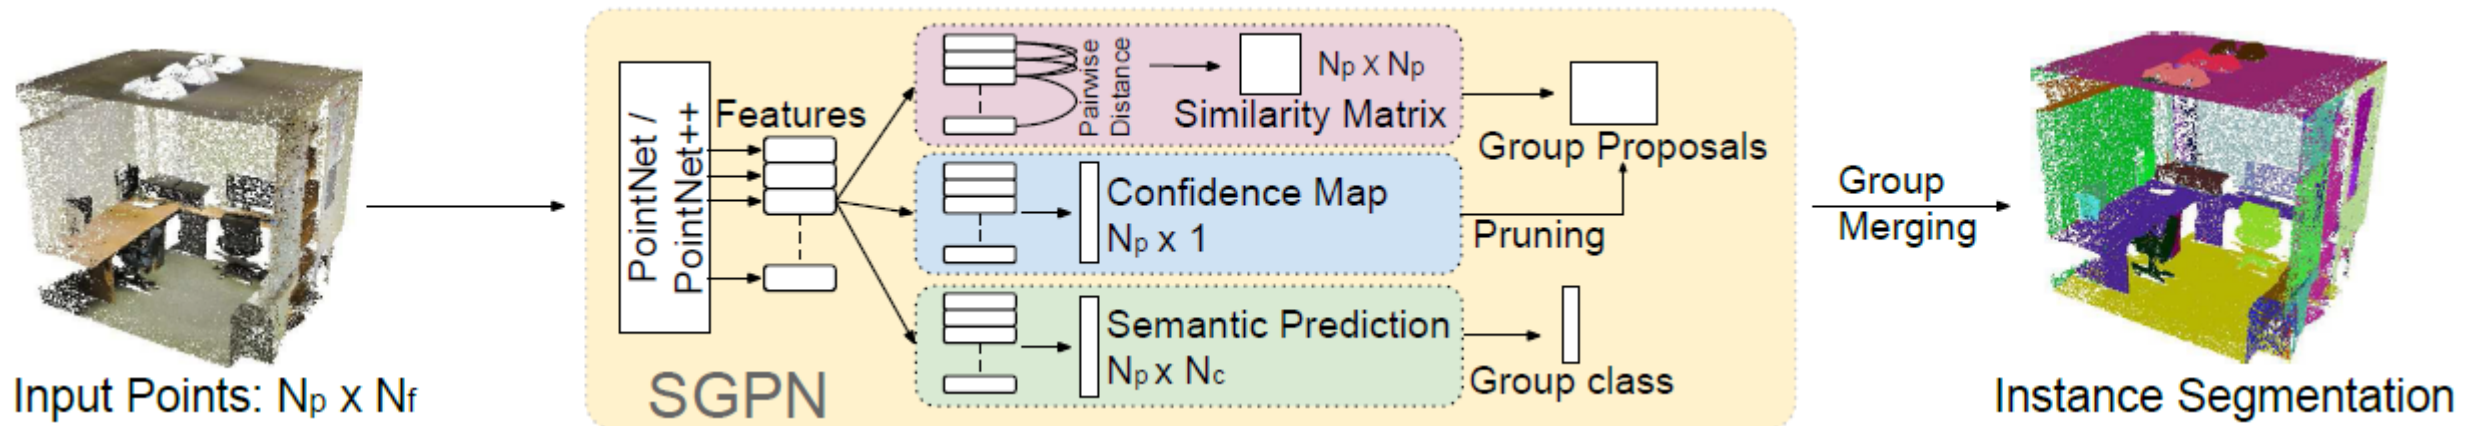 Input Points: Np x Nf
PointNet /
PointNet++
Features
SGPN
Pairwise
Distance
Np x Np
Similarity Matrix
Confidence Map
Np x 1
Semantic Prediction
Np x Nc
Group Proposals
Pruning
Group class
Group
Merging
Instance Segmentation